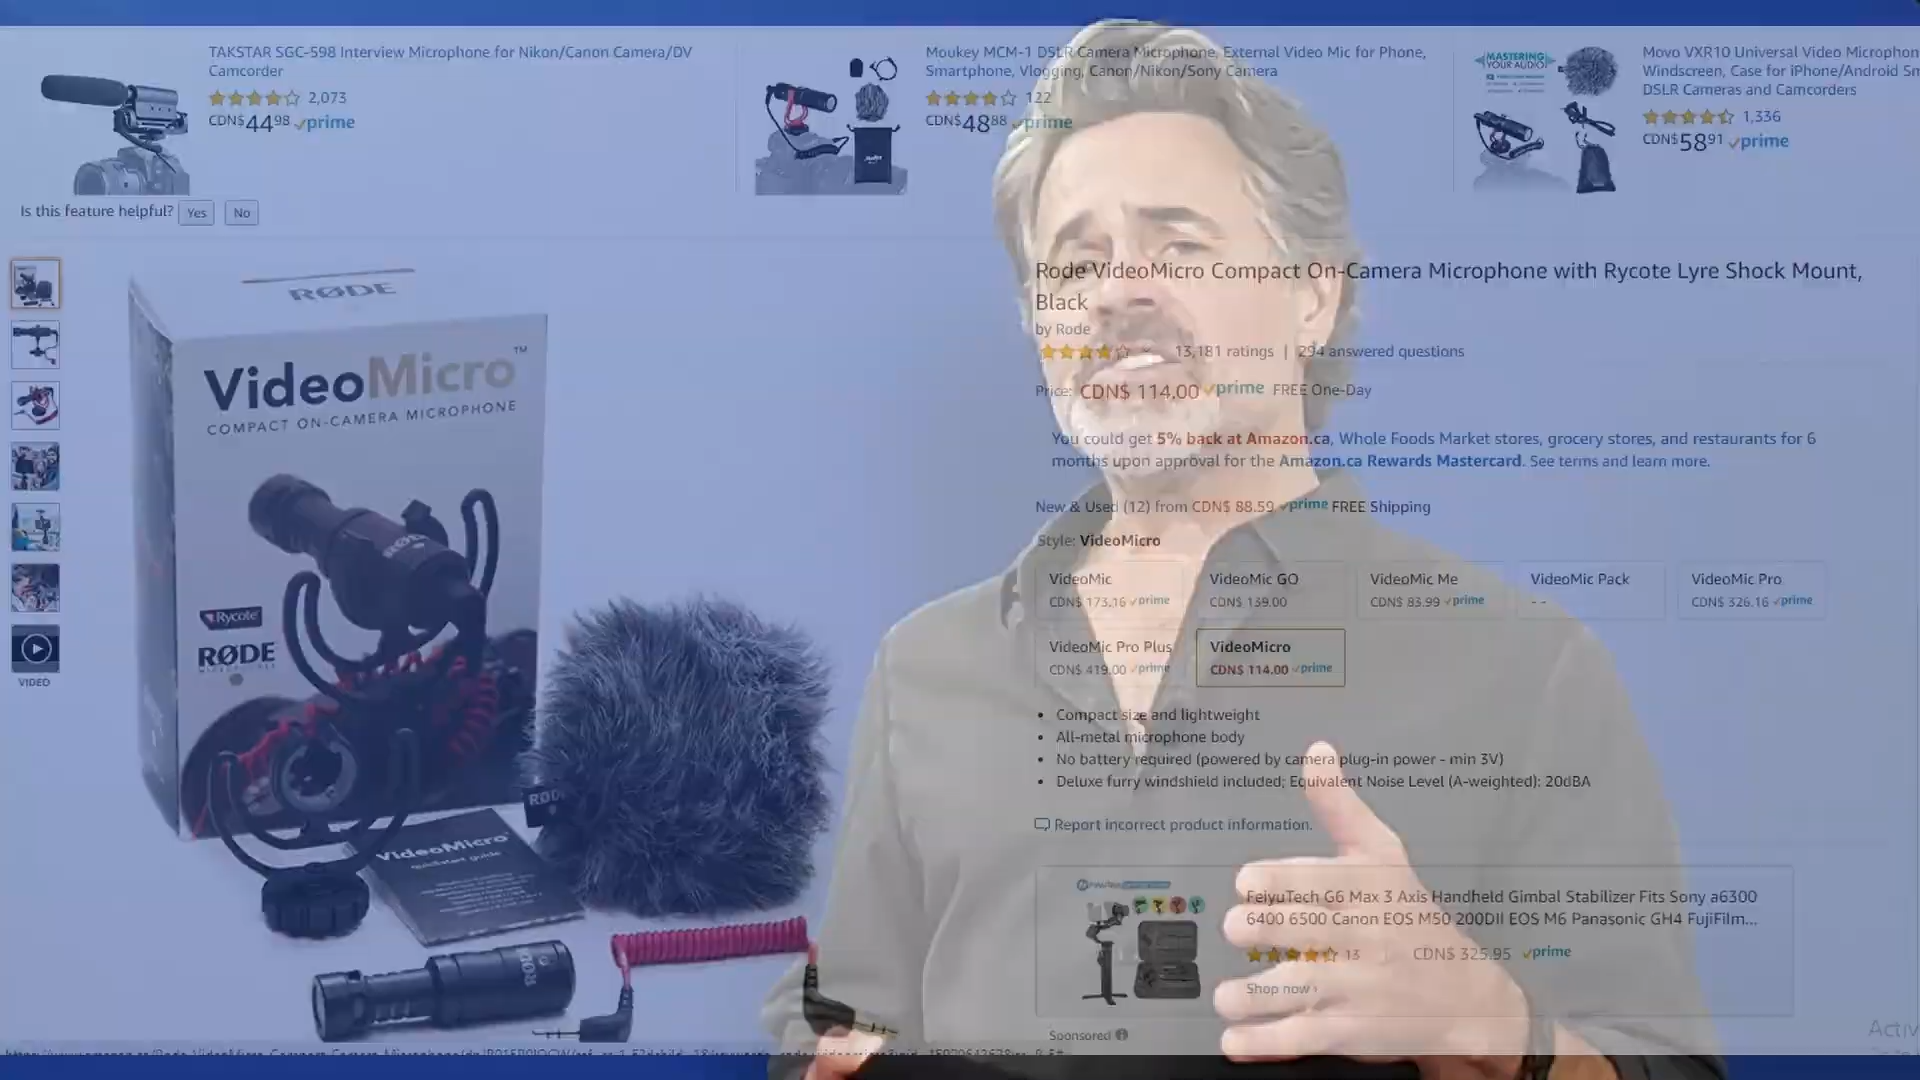 TAKSTAR SGC-598 Interview Microphone for Nikon/Canon Camera/DV
Camcorder
2,073
CDN$ 44 98 prime
Moukey MCM-1 DSLR Camera Microphone, External Video Mic for Phone,
Smartphone, Vlogging, Canon/Nikon/Sony Camera
122
CDN$ 48 88 prime
MASTERING
YOUR AUDIO
Movo VXR10 Universal Video Microphon
Windscreen, Case for iPhone/Android Sm
DSLR Cameras and Camcorders
1,336
CDN$ 58 91 prime
Is this feature helpful? Yes No
RØDE
VideoMicro™
COMPACT ON-CAMERA MICROPHONE
RØDE
Rycote
RØDE
MICROPHONES
RØDE
VideoMicro
quickstart guide
RØDE
VIDEO
Rode VideoMicro Compact On-Camera Microphone with Rycote Lyre Shock Mount,
Black
by Rode
13,181 ratings | 294 answered questions
Price: CDN$ 114.00 prime FREE One-Day
You could get 5% back at Amazon.ca, Whole Foods Market stores, grocery stores, and restaurants for 6
months upon approval for the Amazon.ca Rewards Mastercard. See terms and learn more.
New & Used (12) from CDN$ 88.59 prime FREE Shipping
Style: VideoMicro
VideoMic VideoMic GO VideoMic Me VideoMic Pack VideoMic Pro
CDN$ 173.16 prime CDN$ 139.00 CDN$ 83.99 prime -- CDN$ 326.16 prime
VideoMic Pro Plus VideoMicro
CDN$ 419.00 prime CDN$ 114.00 prime
• Compact size and lightweight
• All-metal microphone body
• No battery required (powered by camera plug-in power - min 3V)
• Deluxe furry windshield included; Equivalent Noise Level (A-weighted): 20dBA
Report incorrect product information.
FeiyuTech G6 Max 3 Axis Handheld Gimbal Stabilizer Fits Sony a6300
6400 6500 Canon EOS M50 200DII EOS M6 Panasonic GH4 FujiFilm...
13 CDN$ 325.95 prime
Shop now ›
Sponsored
Activ